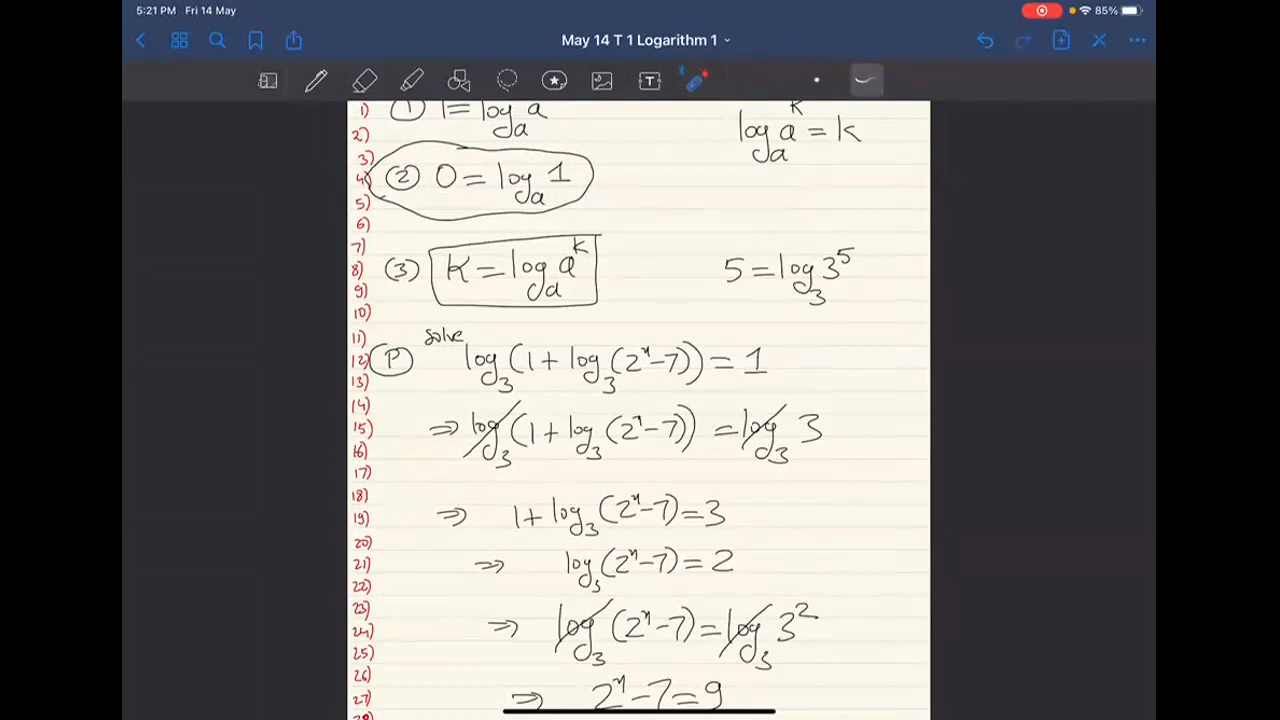 5:21 PM Fri 14 May
85%
May 14 T 1 Logarithm 1
1) ① 1 = log_a a
log_a a^k = k
2)
3)
4) ② 0 = log_a 1
5)
6)
7)
8) (3) K = log_a a^k
5 = log_3 3^5
9)
10)
11) solve
12) Ⓟ log_3(1 + log_3(2^x - 7)) = 1
13)
14)
15) ⇒ log_3(1 + log_3(2^x - 7)) = log_3 3
16)
17)
18)
19) ⇒ 1 + log_3(2^x - 7) = 3
20)
21) ⇒ log_3(2^x - 7) = 2
22)
23)
24) ⇒ log_3(2^x - 7) = log_3 3^2
25)
26)
27) ⇒ 2^x - 7 = 9